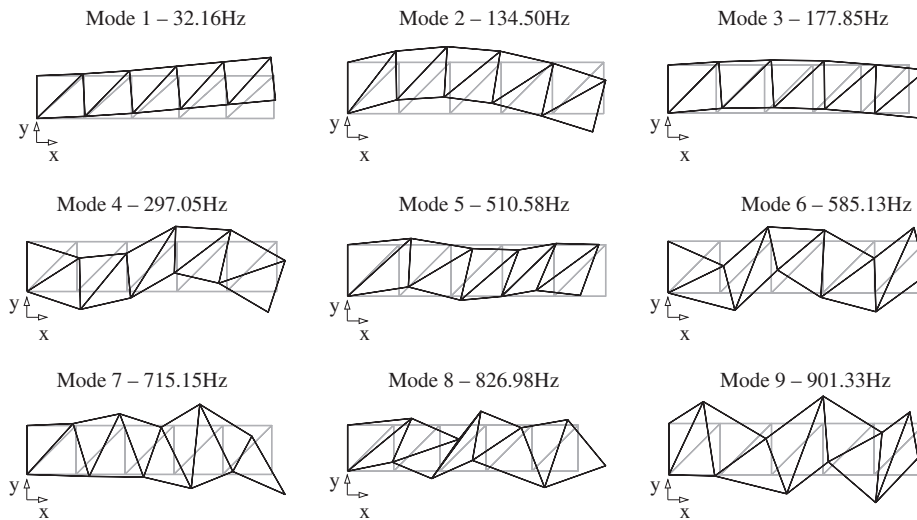 Mode 1 – 32.16Hz
Mode 2 – 134.50Hz
Mode 3 – 177.85Hz
y
x
y
x
y
x
Mode 4 – 297.05Hz
Mode 5 – 510.58Hz
Mode 6 – 585.13Hz
y
x
y
x
y
x
Mode 7 – 715.15Hz
Mode 8 – 826.98Hz
Mode 9 – 901.33Hz
y
x
y
x
y
x